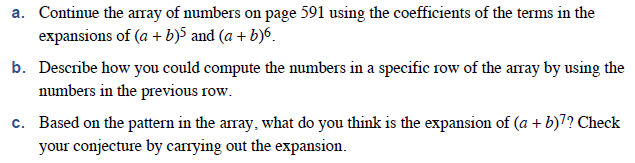 a. Continue the array of numbers on page 591 using the coefficients of the terms in the
expansions of (a + b)⁵ and (a + b)⁶.
b. Describe how you could compute the numbers in a specific row of the array by using the
numbers in the previous row.
c. Based on the pattern in the array, what do you think is the expansion of (a + b)⁷? Check
your conjecture by carrying out the expansion.